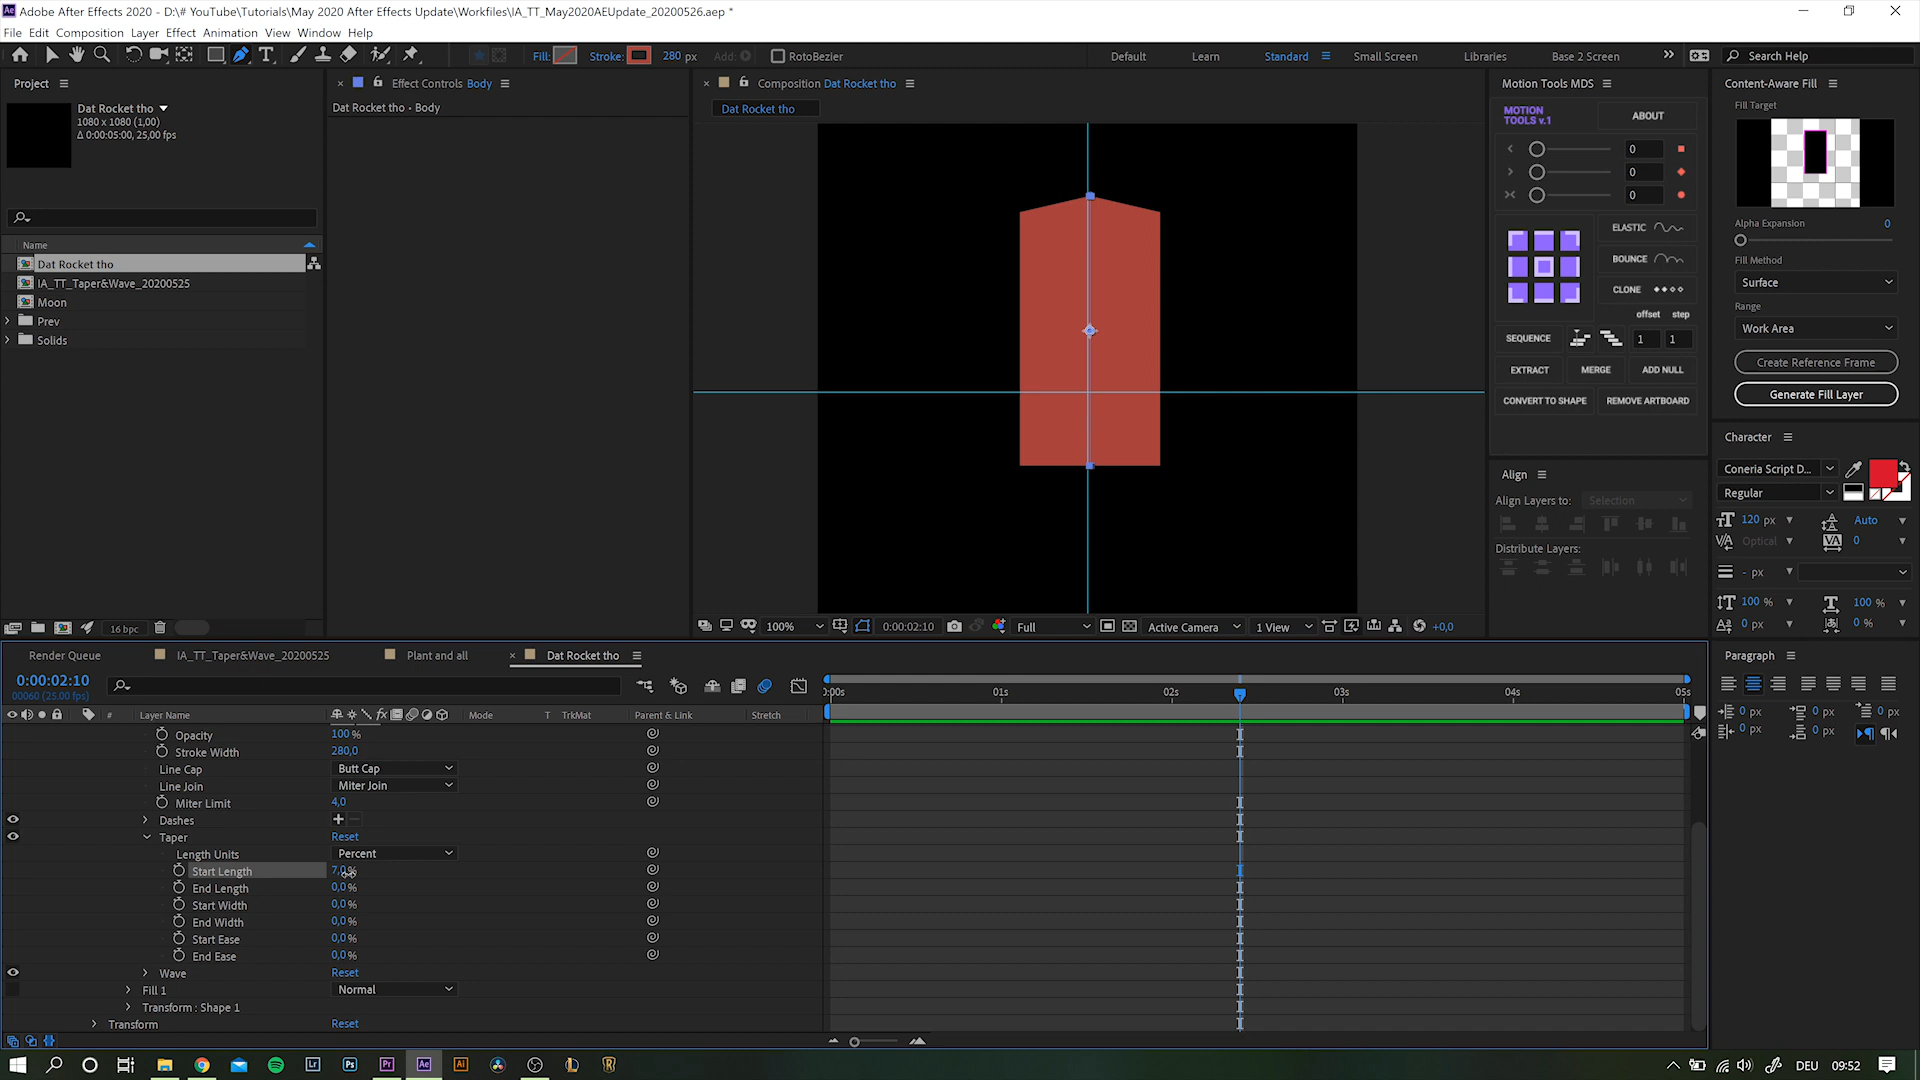 Adobe After Effects 2020 - D:\# YouTube\Tutorials\May 2020 After Effects Update\Workfiles\IA_TT_May2020AEUpdate_20200526.aep *
File Edit Composition Layer Effect Animation View Window Help
Fill: Stroke: 280 px Add: RotoBezier Default Learn Standard Small Screen Libraries Base 2 Screen Search Help
Project
Dat Rocket tho
1080 x 1080 (1,00)
Δ 0:00:05:00, 25,00 fps
Name
Dat Rocket tho
IA_TT_Taper&Wave_20200525
Moon
Prev
Solids
16 bpc
Effect Controls Body
Dat Rocket tho • Body
Composition Dat Rocket tho
Dat Rocket tho
100% 0:00:02:10 Full Active Camera 1 View +0,0
Motion Tools MDS
MOTION TOOLS v.1 ABOUT
0
0
0
ELASTIC
BOUNCE
CLONE
offset step
SEQUENCE 1 1
EXTRACT MERGE ADD NULL
CONVERT TO SHAPE REMOVE ARTBOARD
Align
Align Layers to: Selection
Distribute Layers:
Content-Aware Fill
Fill Target
Alpha Expansion 0
Fill Method
Surface
Range
Work Area
Create Reference Frame
Generate Fill Layer
Character
Coneria Script D...
Regular
120 px Auto
Optical 0
- px
100 % 100 %
0 px 0 %
Paragraph
0 px 0 px 0 px
0 px 0 px
Render Queue IA_TT_Taper&Wave_20200525 Plant and all Dat Rocket tho
0:00:02:10
00060 (25.00 fps)
:00s 01s 02s 03s 04s 05s
# Layer Name Mode T TrkMat Parent & Link Stretch
Opacity 100 %
Stroke Width 280,0
Line Cap Butt Cap
Line Join Miter Join
Miter Limit 4,0
Dashes
Taper Reset
Length Units Percent
Start Length 7,0 %
End Length 0,0 %
Start Width 0,0 %
End Width 0,0 %
Start Ease 0,0 %
End Ease 0,0 %
Wave Reset
Fill 1 Normal
Transform : Shape 1
Transform Reset
DEU 09:52